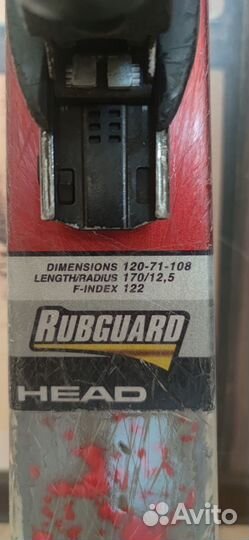 DIMENSIONS 120-71-108
LENGTH/RADIUS 170/12,5
F-INDEX 122
RUBGUARD
HEAD
Avito